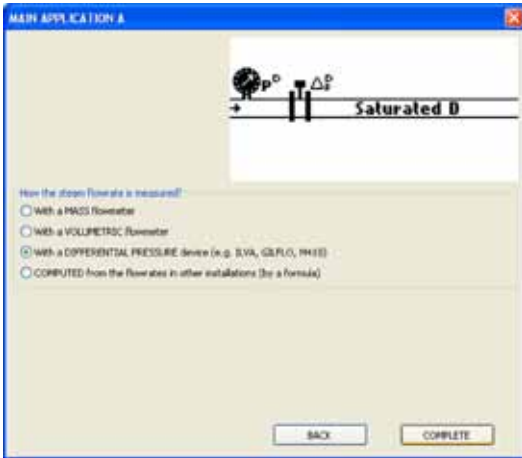 MAIN APPLICATION A
P
Δ
P
Saturated D
How the steam flowrate is measured?
With a MASS flowmeter
With a VOLUMETRIC flowmeter
With a DIFFERENTIAL PRESSURE device (e.g. ILVA, GILFLO, M410)
COMPUTED from the flowrates in other installations (by a formula)
BACK
COMPLETE